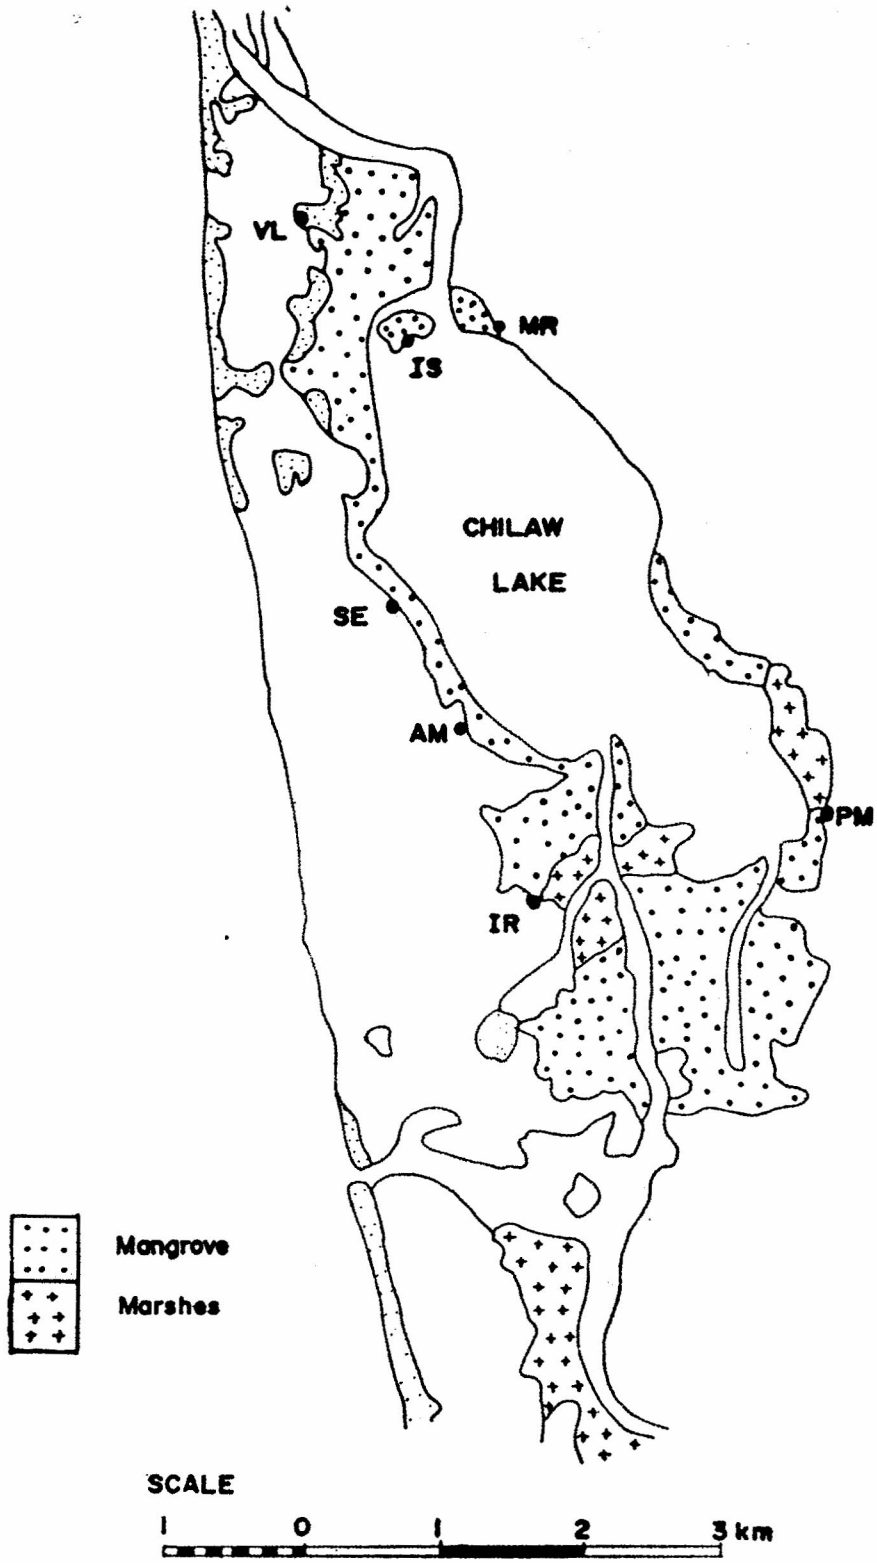 VL
MR
IS
CHILAW
LAKE
SE
AM
PM
IR
Mangrove
Marshes
SCALE
1 0 1 2 3 km